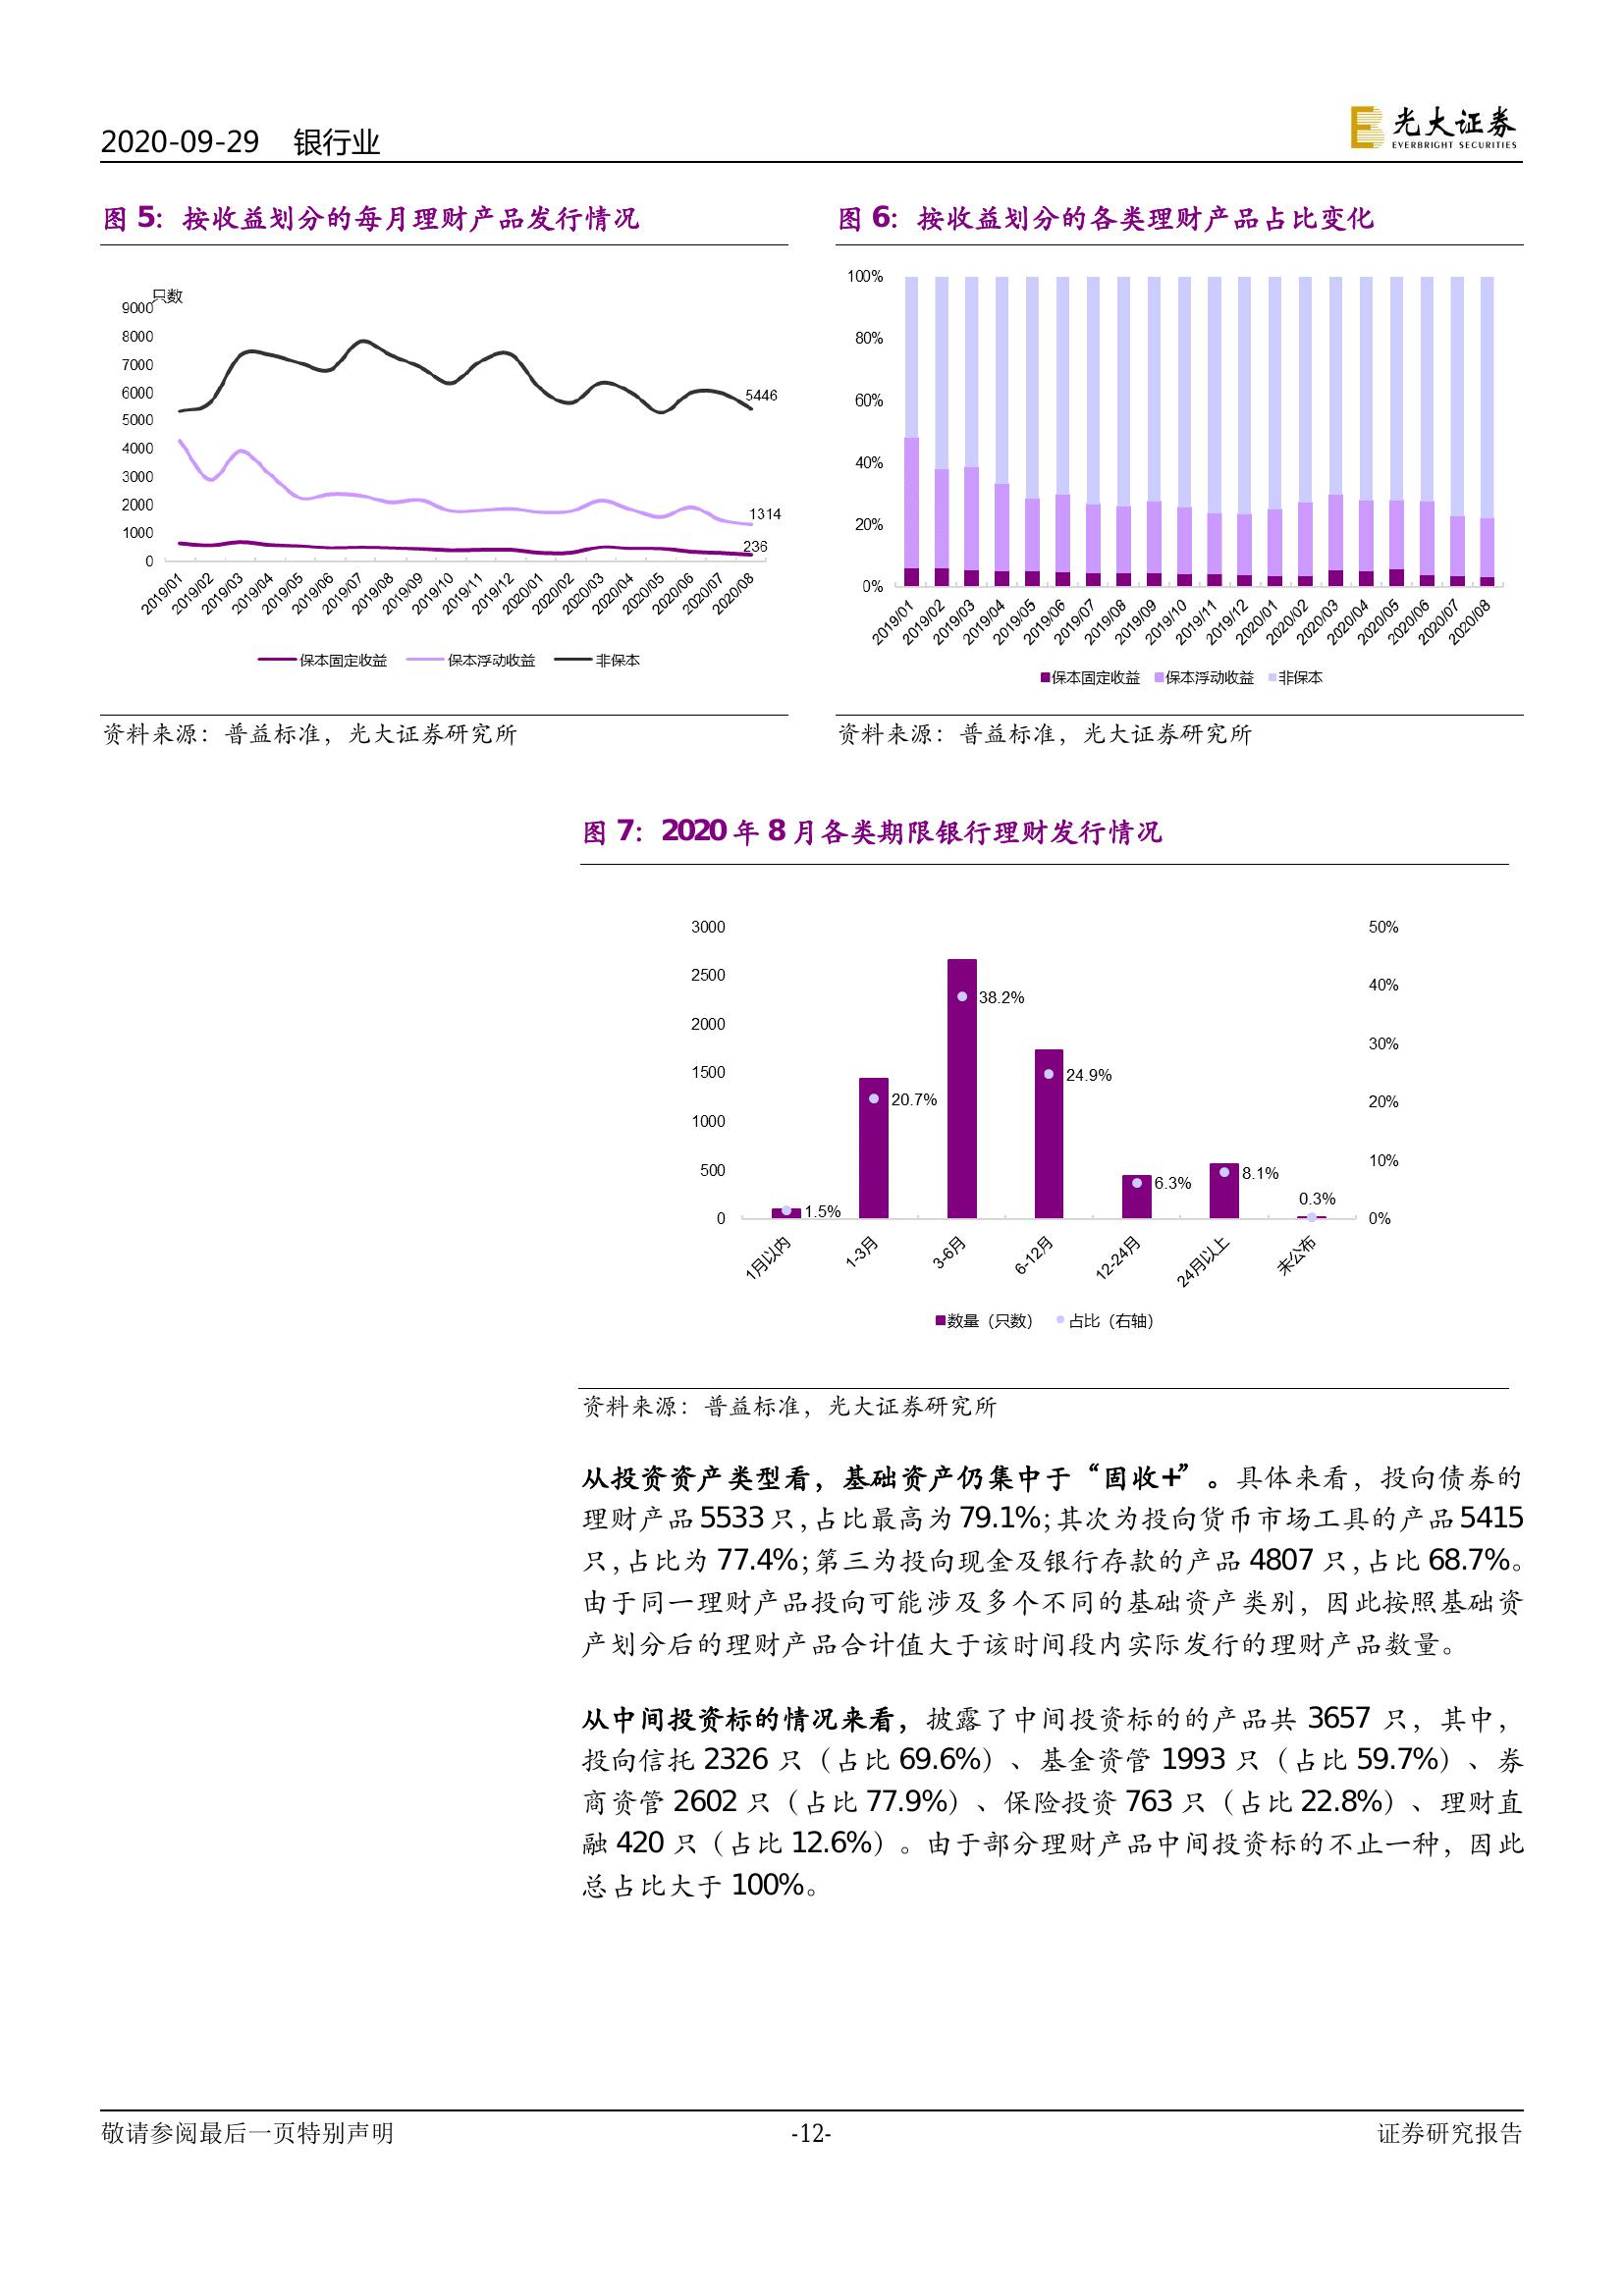 2020-09-29 银行业
光大证券
EVERBRIGHT SECURITIES
图 5：按收益划分的每月理财产品发行情况
只数
9000
8000
7000
6000
5000
4000
3000
2000
1000
0
5446
1314
236
2019/01 2019/02 2019/03 2019/04 2019/05 2019/06 2019/07 2019/08 2019/09 2019/10 2019/11 2019/12 2020/01 2020/02 2020/03 2020/04 2020/05 2020/06 2020/07 2020/08
保本固定收益 保本浮动收益 非保本
资料来源：普益标准，光大证券研究所
图 6：按收益划分的各类理财产品占比变化
100%
80%
60%
40%
20%
0%
2019/01 2019/02 2019/03 2019/04 2019/05 2019/06 2019/07 2019/08 2019/09 2019/10 2019/11 2019/12 2020/01 2020/02 2020/03 2020/04 2020/05 2020/06 2020/07 2020/08
保本固定收益 保本浮动收益 非保本
资料来源：普益标准，光大证券研究所
图 7：2020 年 8 月各类期限银行理财发行情况
3000
2500
2000
1500
1000
500
0
50%
40%
30%
20%
10%
0%
1.5%
20.7%
38.2%
24.9%
6.3%
8.1%
0.3%
1月以内 1-3月 3-6月 6-12月 12-24月 24月以上 未公布
数量（只数） 占比（右轴）
资料来源：普益标准，光大证券研究所
从投资资产类型看，基础资产仍集中于“固收+”。具体来看，投向债券的
理财产品 5533 只，占比最高为 79.1%；其次为投向货币市场工具的产品 5415
只，占比为 77.4%；第三为投向现金及银行存款的产品 4807 只，占比 68.7%。
由于同一理财产品投向可能涉及多个不同的基础资产类别，因此按照基础资
产划分后的理财产品合计值大于该时间段内实际发行的理财产品数量。
从中间投资标的情况来看，披露了中间投资标的的产品共 3657 只，其中，
投向信托 2326 只（占比 69.6%）、基金资管 1993 只（占比 59.7%）、券
商资管 2602 只（占比 77.9%）、保险投资 763 只（占比 22.8%）、理财直
融 420 只（占比 12.6%）。由于部分理财产品中间投资标的不止一种，因此
总占比大于 100%。
敬请参阅最后一页特别声明 -12- 证券研究报告